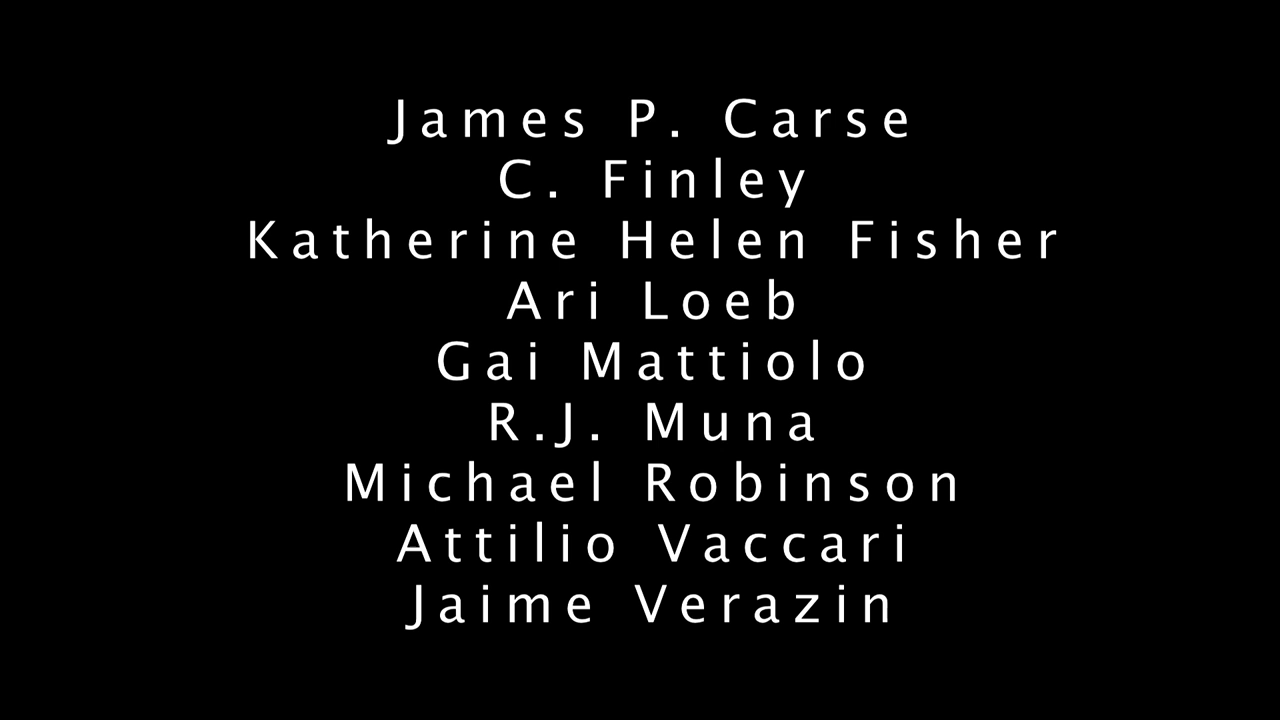 James P. Carse
C. Finley
Katherine Helen Fisher
Ari Loeb
Gai Mattiolo
R.J. Muna
Michael Robinson
Attilio Vaccari
Jaime Verazin